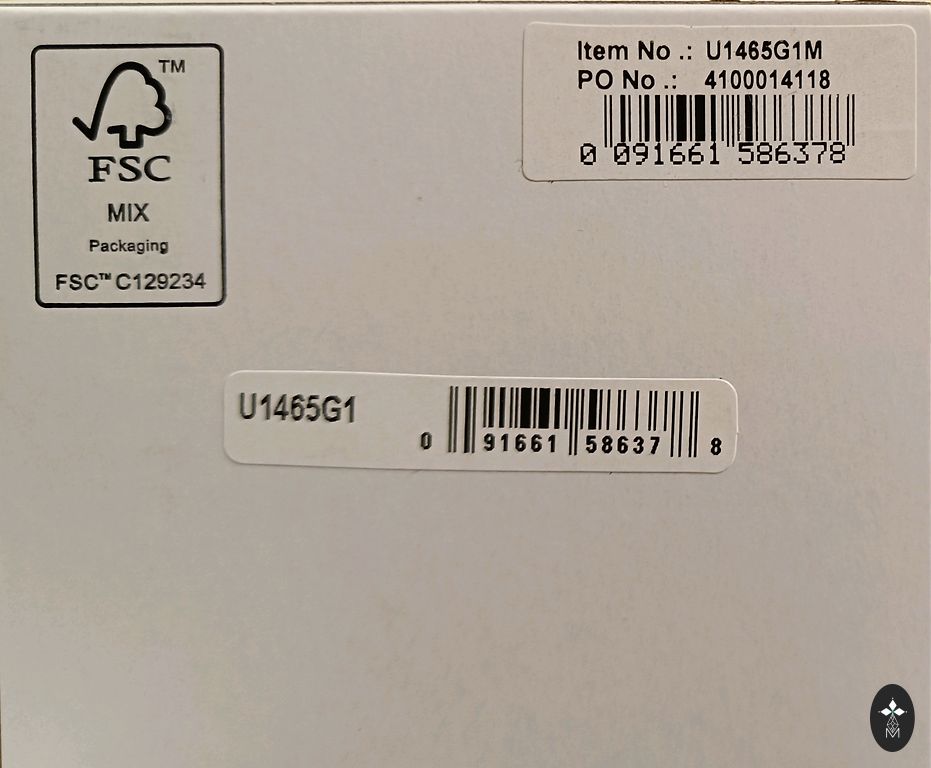 TM
FSC
MIX
Packaging
FSC™ C129234
Item No .: U1465G1M
PO No .: 4100014118
0 091661 586378
U1465G1
0 91661 58637 8
M